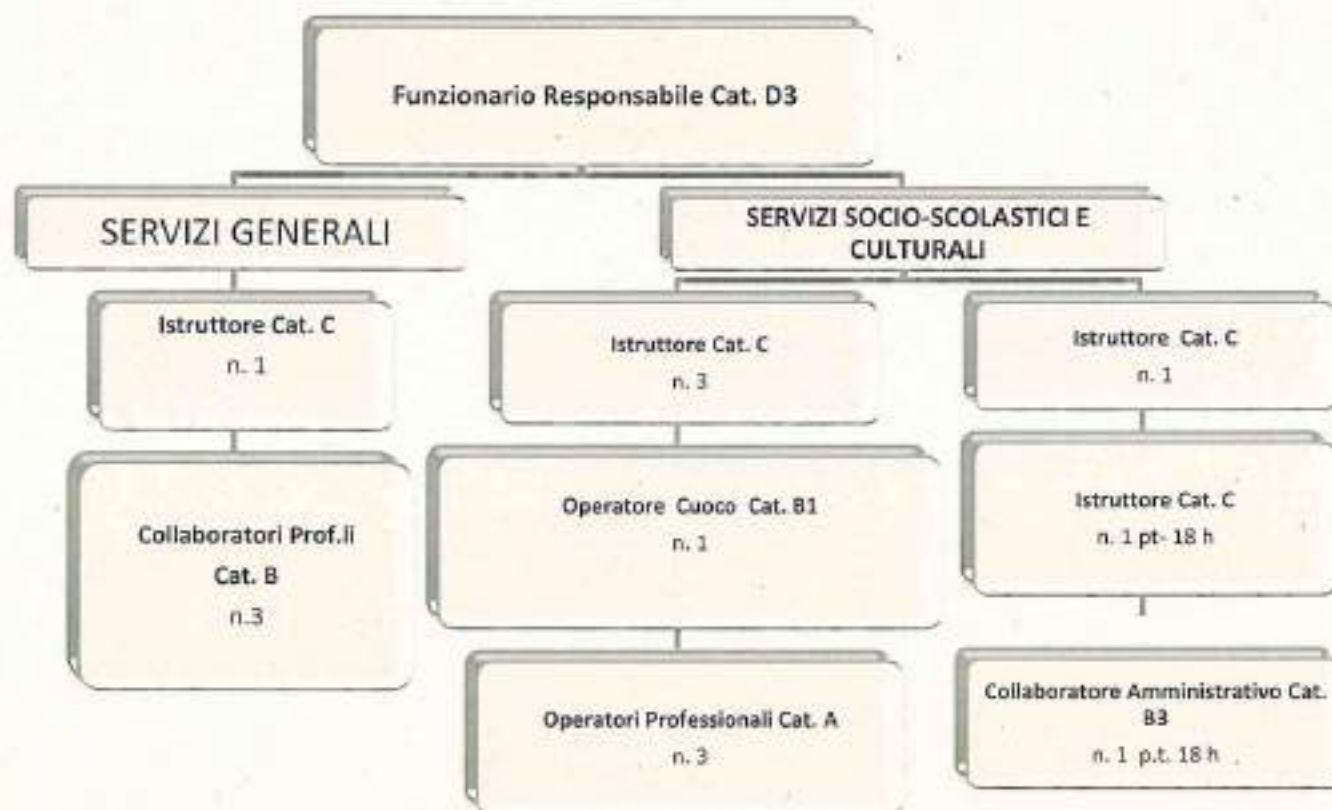 Funzionario Responsabile Cat. D3
SERVIZI GENERALI
SERVIZI SOCIO-SCOLASTICI E
CULTURALI
Istruttore Cat. C
n. 1
Istruttore Cat. C
n. 3
Istruttore Cat. C
n. 1
Collaboratori Prof.li
Cat. B
n.3
Operatore Cuoco Cat. B1
n. 1
Istruttore Cat. C
n. 1 pt- 18 h
Operatori Professionali Cat. A
n. 3
Collaboratore Amministrativo Cat.
B3
n. 1 p.t. 18 h